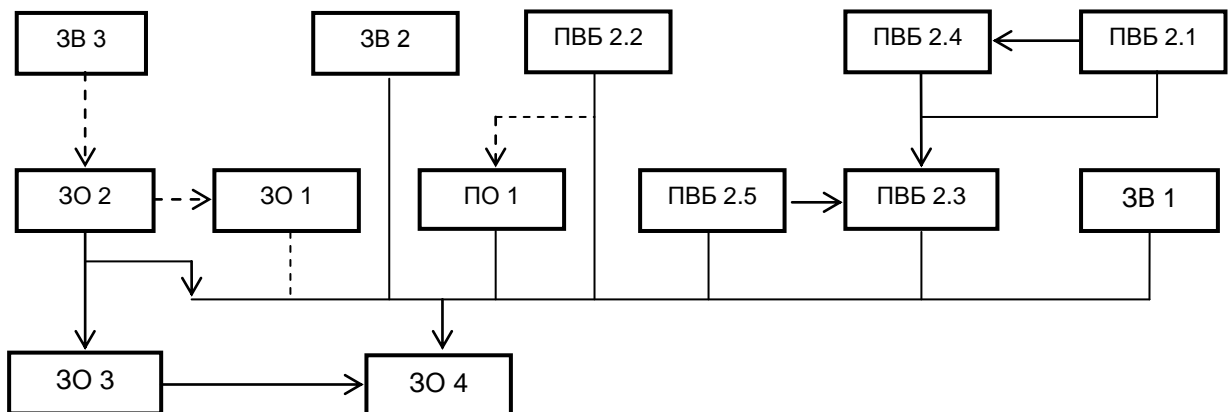 ЗВ 3
ЗВ 2
ПВБ 2.2
ПВБ 2.4
ПВБ 2.1
ЗО 2
ЗО 1
ПО 1
ПВБ 2.5
ПВБ 2.3
ЗВ 1
ЗО 3
ЗО 4